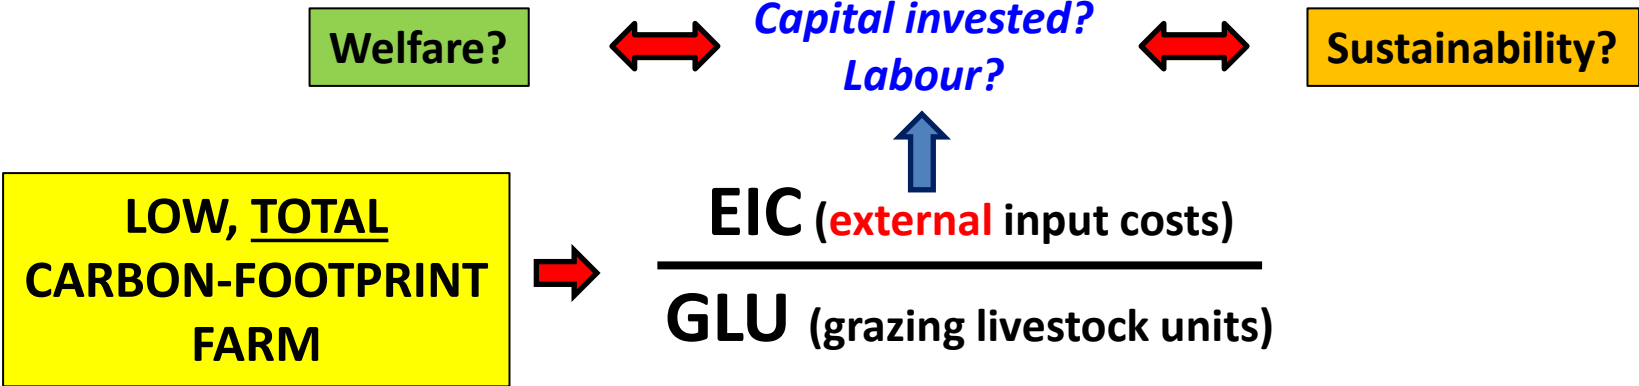 Welfare?
Capital invested?
Labour?
Sustainability?
LOW, TOTAL
CARBON-FOOTPRINT
FARM
EIC (external input costs)
GLU (grazing livestock units)